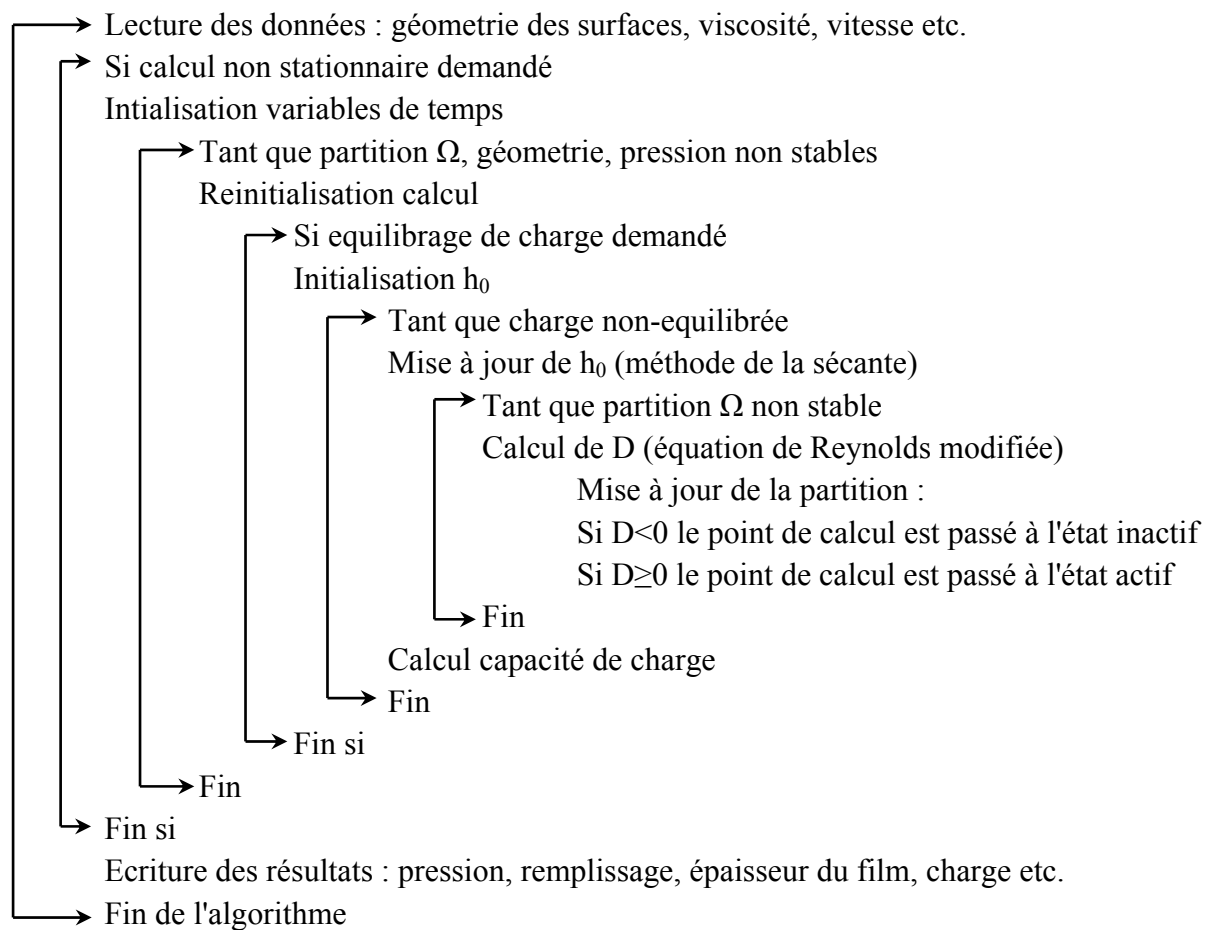 Lecture des données : géometrie des surfaces, viscosité, vitesse etc.
Si calcul non stationnaire demandé
Intialisation variables de temps
Tant que partition Ω, géometrie, pression non stables
Reinitialisation calcul
Si equilibrage de charge demandé
Initialisation h₀
Tant que charge non-equilibrée
Mise à jour de h₀ (méthode de la sécante)
Tant que partition Ω non stable
Calcul de D (équation de Reynolds modifiée)
Mise à jour de la partition :
Si D<0 le point de calcul est passé à l'état inactif
Si D≥0 le point de calcul est passé à l'état actif
Fin
Calcul capacité de charge
Fin
Fin si
Fin
Fin si
Ecriture des résultats : pression, remplissage, épaisseur du film, charge etc.
Fin de l'algorithme